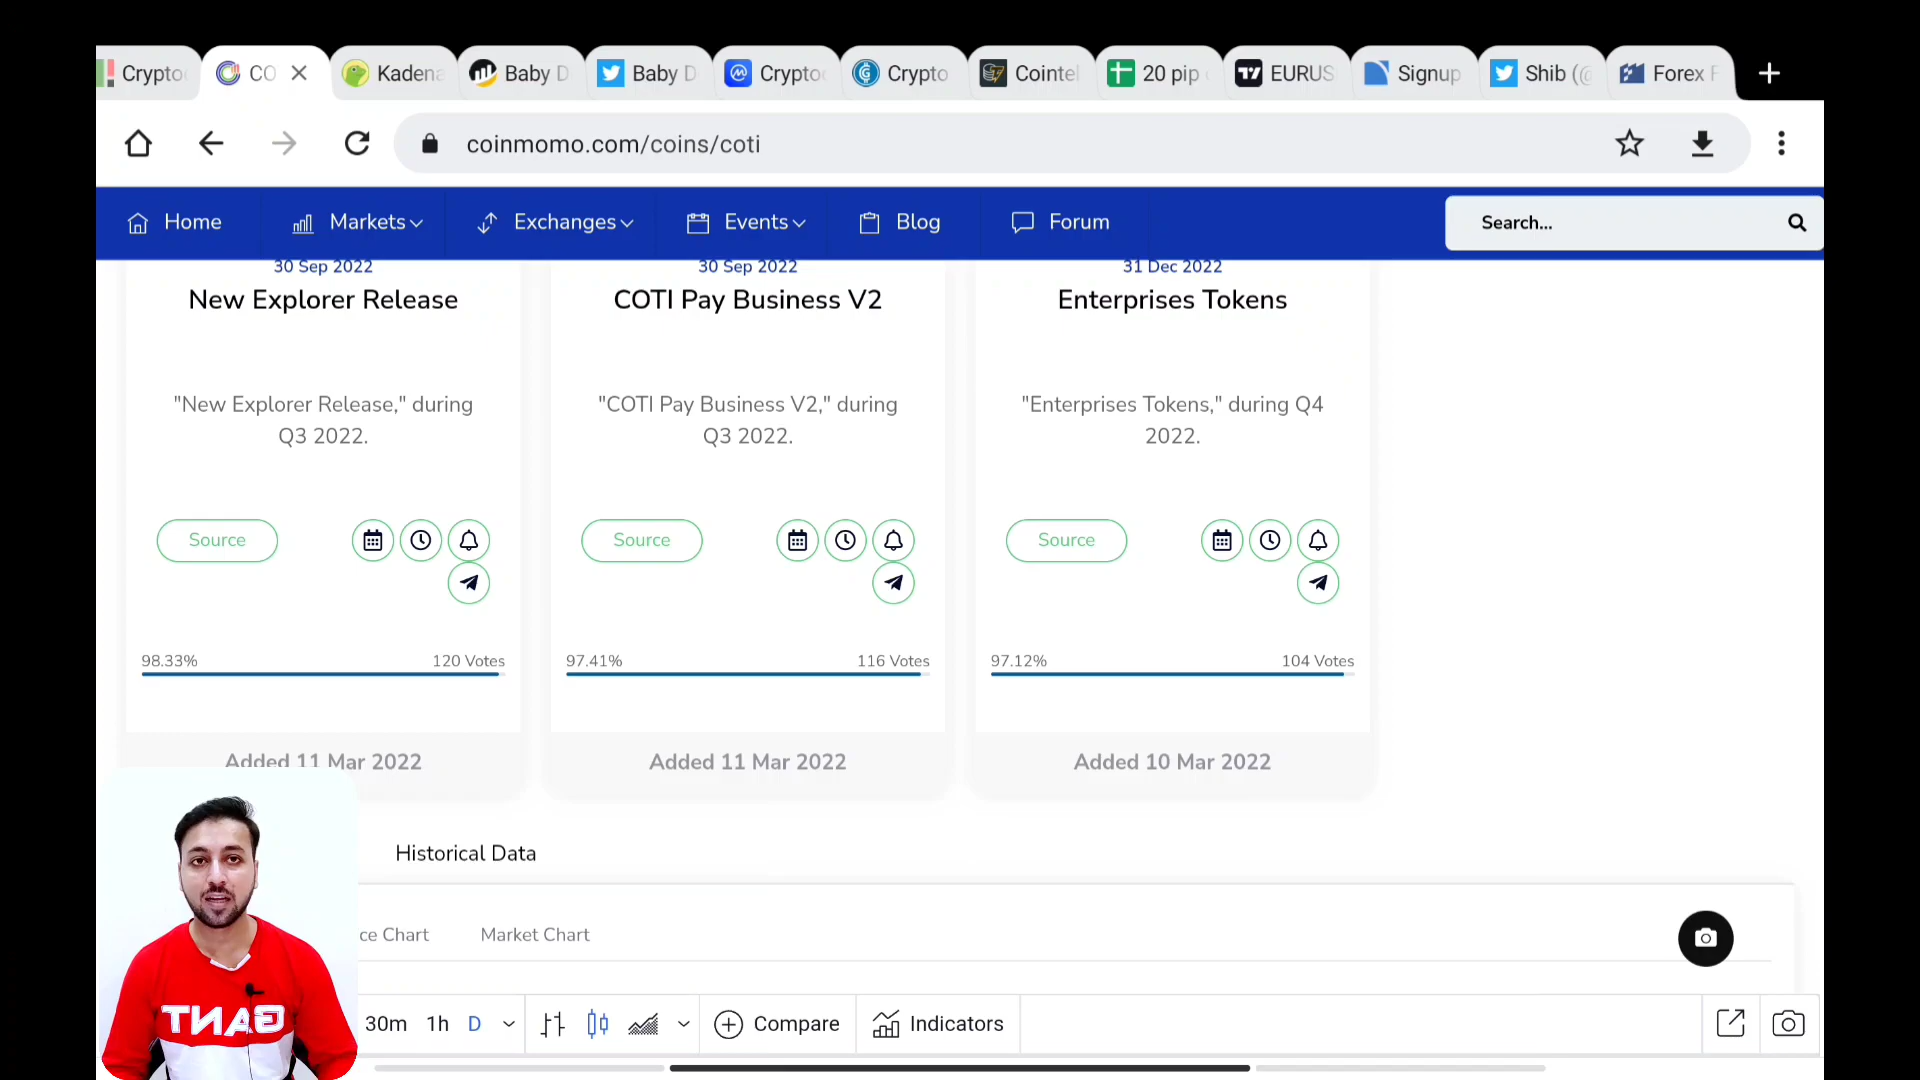 Crypto
CO
Kadena
Baby D
Baby D
Crypto
Crypto
Cointel
20 pip
EURUS
Signup
Shib (@
Forex F
coinmomo.com/coins/coti
Home
Markets
Exchanges
Events
Blog
Forum
Search...
30 Sep 2022
New Explorer Release
"New Explorer Release," during
Q3 2022.
Source
98.33%
120 Votes
Added 11 Mar 2022
30 Sep 2022
COTI Pay Business V2
"COTI Pay Business V2," during
Q3 2022.
Source
97.41%
116 Votes
Added 11 Mar 2022
31 Dec 2022
Enterprises Tokens
"Enterprises Tokens," during Q4
2022.
Source
97.12%
104 Votes
Added 10 Mar 2022
Historical Data
ce Chart
Market Chart
30m
1h
D
Compare
Indicators
GANT